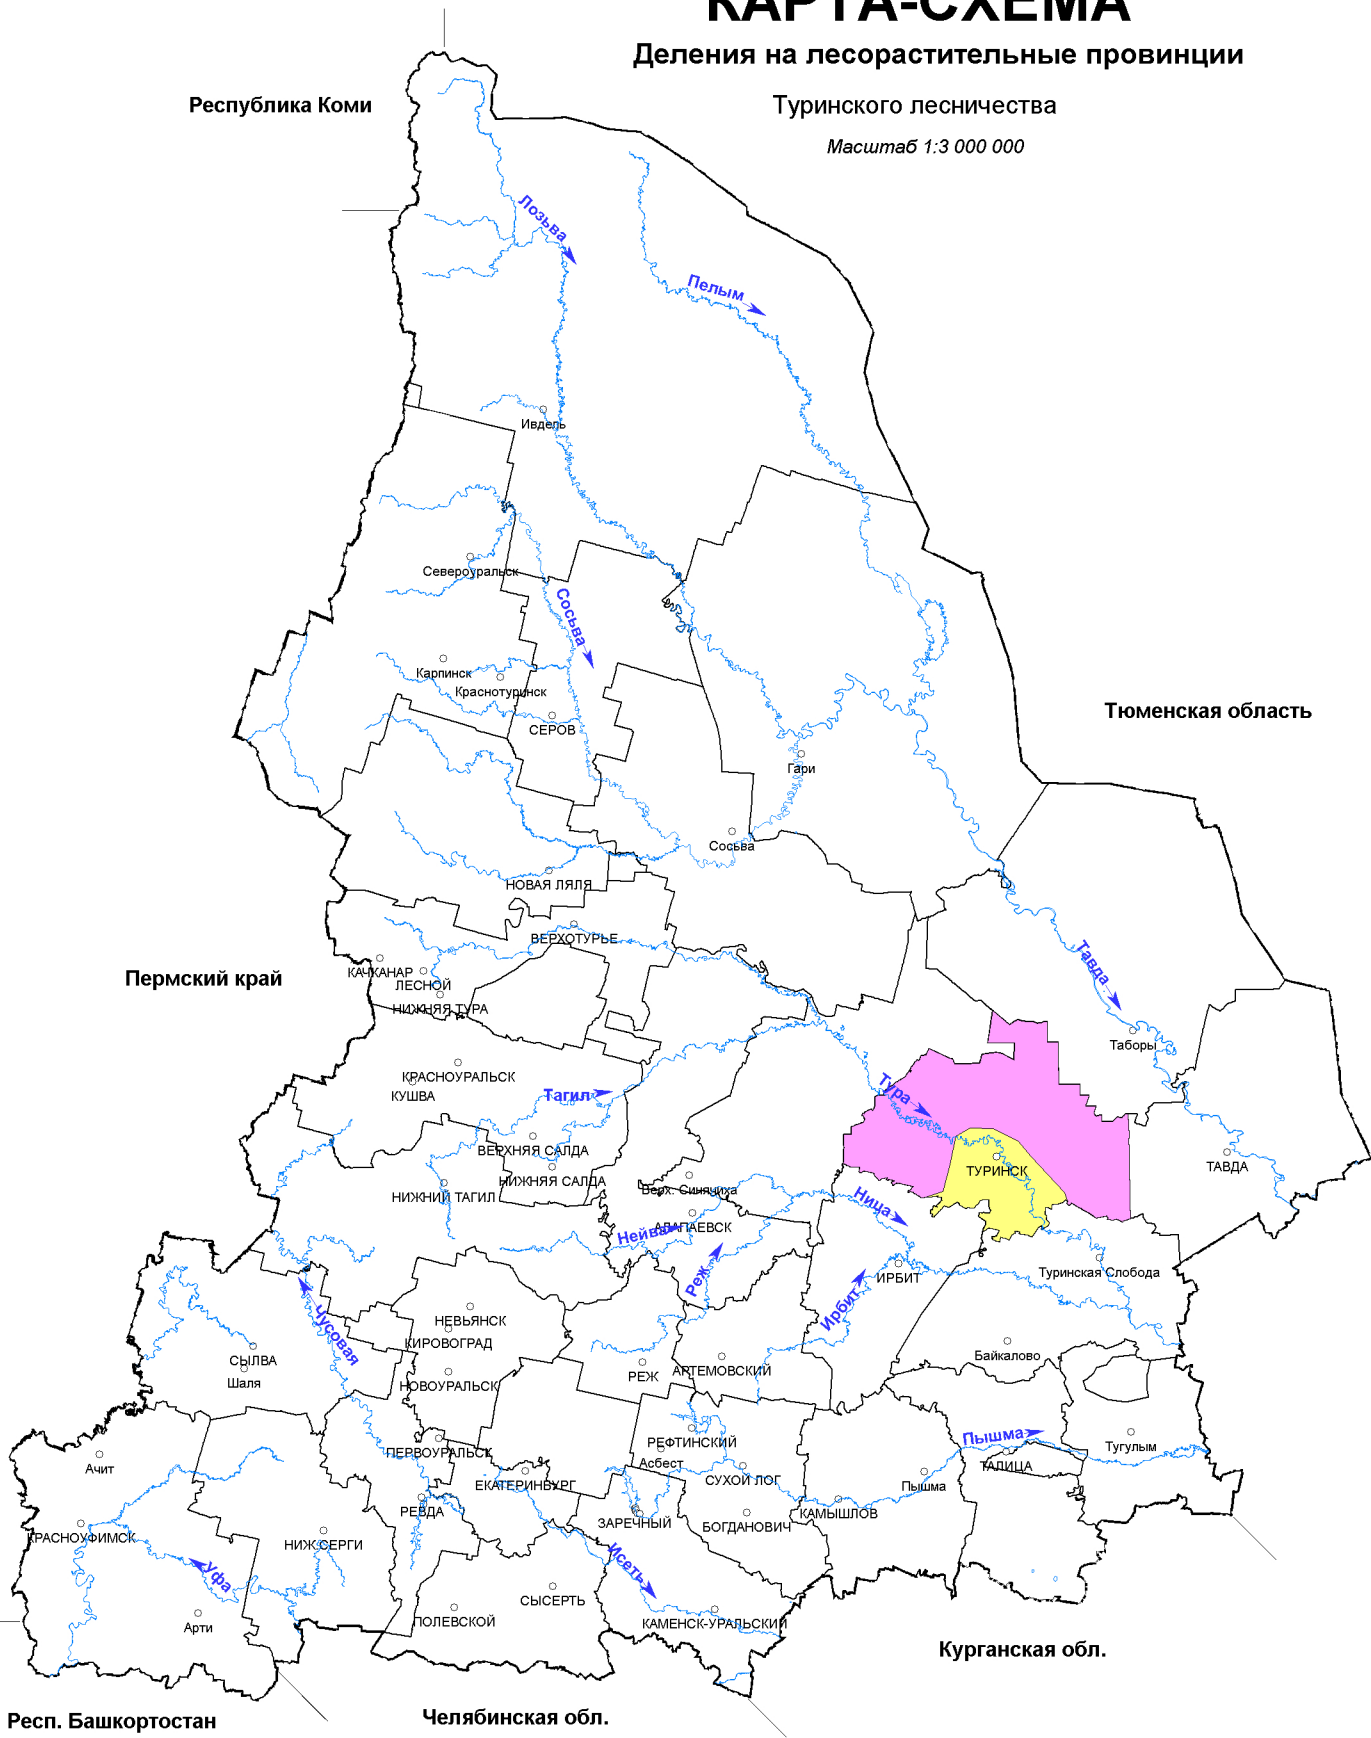 КАРТА-СХЕМА
Деления на лесорастительные провинции
Республика Коми
Туринского лесничества
Масштаб 1:3 000 000
Лозьва
Пелым
Ивдель
Североуральск
Сосьва
Карпинск
Краснотуринск
СЕРОВ
Тюменская область
Гари
Сосьва
НОВАЯ ЛЯЛЯ
ВЕРХОТУРЬЕ
Тавда
Пермский край
КАЧКАНАР
ЛЕСНОЙ
НИЖНЯЯ ТУРА
Таборы
КРАСНОУРАЛЬСК
КУШВА
Тагил
Тура
ВЕРХНЯЯ САЛДА
ТУРИНСК
ТАВДА
НИЖНЯЯ САЛДА
НИЖНИЙ ТАГИЛ
Верх. Синячиха
Ница
АЛАПАЕВСК
Нейва
Реж
ИРБИТ
Туринская Слобода
Ирбит
Чусовая
НЕВЬЯНСК
КИРОВОГРАД
Байкалово
СЫЛВА
Шаля
РЕЖ
АРТЕМОВСКИЙ
НОВОУРАЛЬСК
Пышма
РЕФТИНСКИЙ
Тугулым
ПЕРВОУРАЛЬСК
Асбест
Ачит
ТАЛИЦА
СУХОЙ ЛОГ
ЕКАТЕРИНБУРГ
Пышма
РЕВДА
КАМЫШЛОВ
ЗАРЕЧНЫЙ
БОГДАНОВИЧ
КРАСНОУФИМСК
НИЖ.СЕРГИ
Исеть
Уфа
СЫСЕРТЬ
ПОЛЕВСКОЙ
КАМЕНСК-УРАЛЬСКИЙ
Арти
Курганская обл.
Челябинская обл.
Респ. Башкортостан